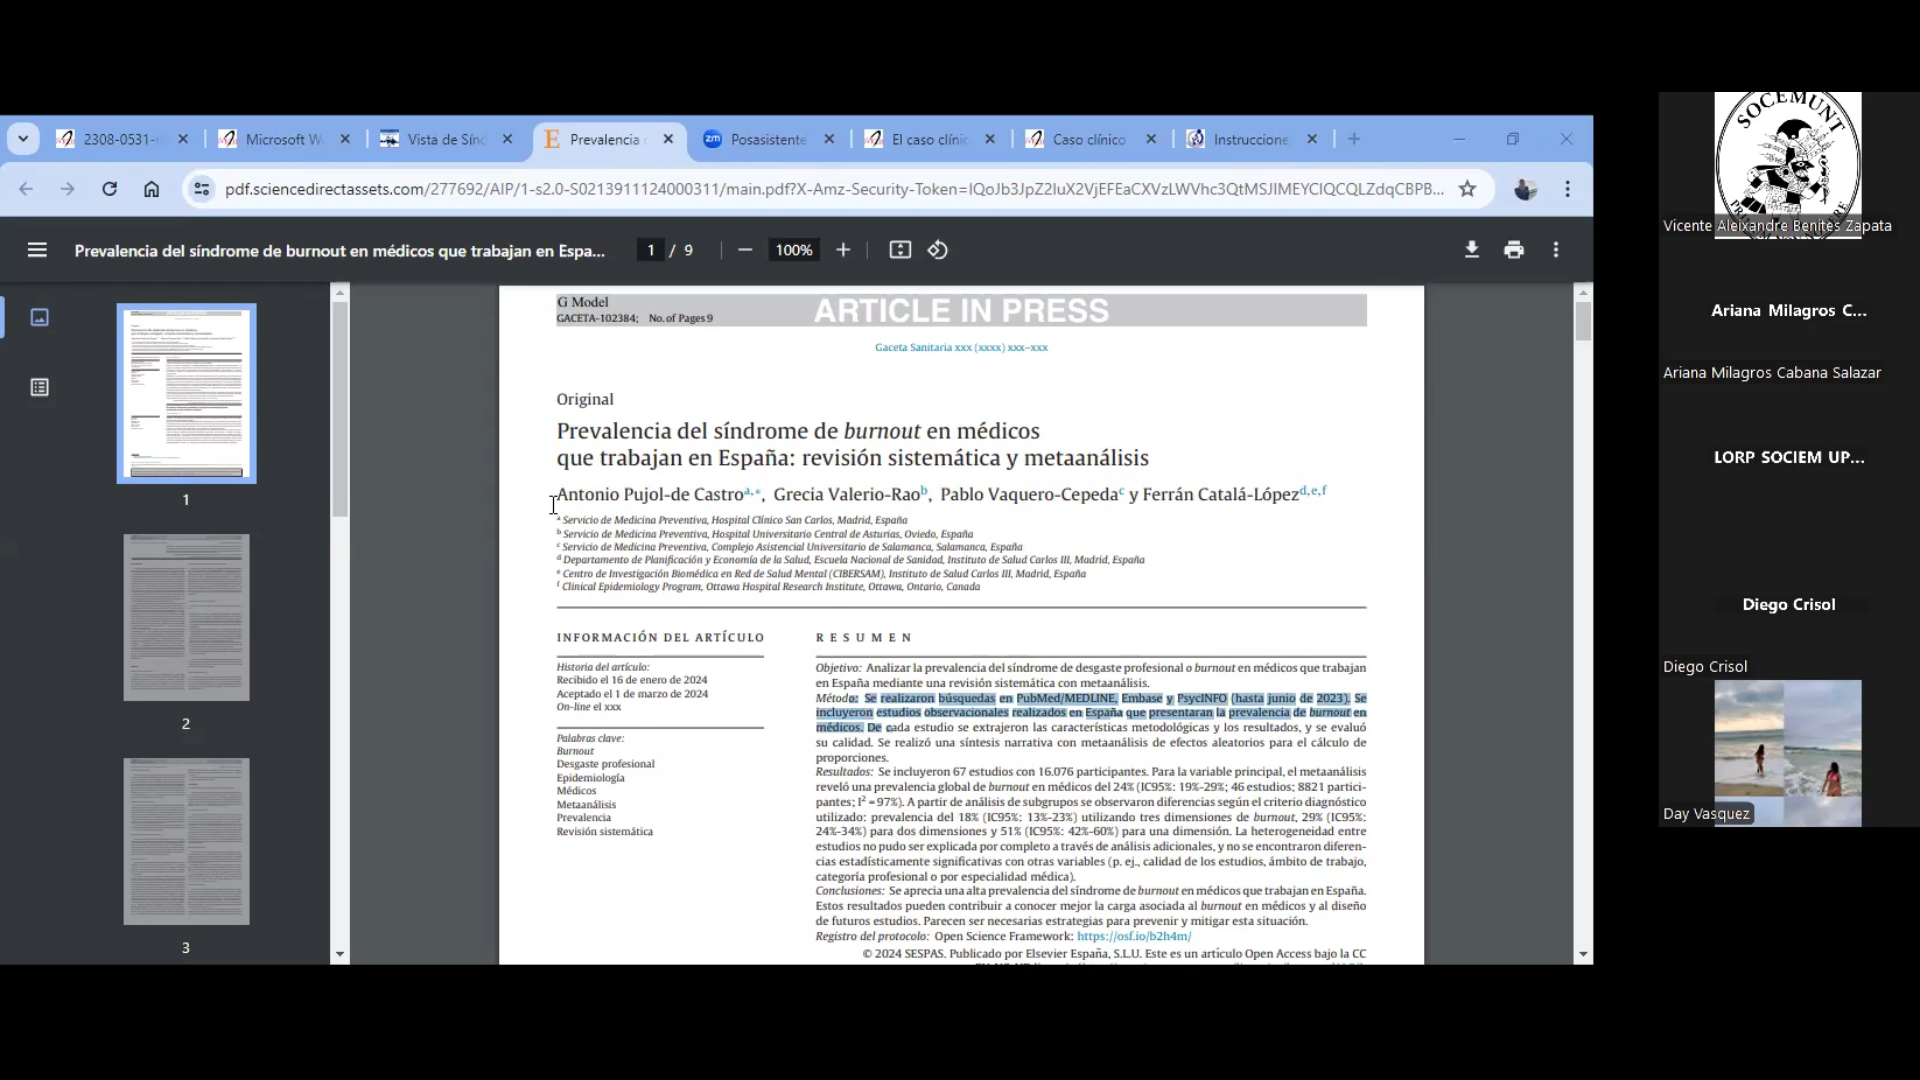 2308-0531-
Microsoft W
Vista de Sínd
Prevalencia
Posasistente
El caso clínic
Caso clínico
Instruccione
pdf.sciencedirectassets.com/277692/AIP/1-s2.0-S0213911124000311/main.pdf?X-Amz-Security-Token=IQoJb3JpZ2luX2VjEFEaCXVzLWVhc3QtMSJIMEYCIQCQLZdqCBPB...
Prevalencia del síndrome de burnout en médicos que trabajan en Espa...
1 / 9
100%
1
2
3
G Model
GACETA-102384; No. of Pages 9
ARTICLE IN PRESS
Gaceta Sanitaria xxx (xxxx) xxx–xxx
Original
Prevalencia del síndrome de burnout en médicos
que trabajan en España: revisión sistemática y metaanálisis
Antonio Pujol-de Castro a,*, Grecia Valerio-Rao b, Pablo Vaquero-Cepeda c y Ferrán Catalá-López d,e,f
a Servicio de Medicina Preventiva, Hospital Clínico San Carlos, Madrid, España
b Servicio de Medicina Preventiva, Hospital Universitario Central de Asturias, Oviedo, España
c Servicio de Medicina Preventiva, Complejo Asistencial Universitario de Salamanca, Salamanca, España
d Departamento de Planificación y Economía de la Salud, Escuela Nacional de Sanidad, Instituto de Salud Carlos III, Madrid, España
e Centro de Investigación Biomédica en Red de Salud Mental (CIBERSAM), Instituto de Salud Carlos III, Madrid, España
f Clinical Epidemiology Program, Ottawa Hospital Research Institute, Ottawa, Ontario, Canada
INFORMACIÓN DEL ARTÍCULO
Historia del artículo:
Recibido el 16 de enero de 2024
Aceptado el 1 de marzo de 2024
On-line el xxx
Palabras clave:
Burnout
Desgaste profesional
Epidemiología
Médicos
Metaanálisis
Prevalencia
Revisión sistemática
RESUMEN
Objetivo: Analizar la prevalencia del síndrome de desgaste profesional o burnout en médicos que trabajan
en España mediante una revisión sistemática con metaanálisis.
Método: Se realizaron búsquedas en PubMed/MEDLINE, Embase y PsycINFO (hasta junio de 2023). Se
incluyeron estudios observacionales realizados en España que presentaran la prevalencia de burnout en
médicos. De cada estudio se extrajeron las características metodológicas y los resultados, y se evaluó
su calidad. Se realizó una síntesis narrativa con metaanálisis de efectos aleatorios para el cálculo de
proporciones.
Resultados: Se incluyeron 67 estudios con 16.076 participantes. Para la variable principal, el metaanálisis
reveló una prevalencia global de burnout en médicos del 24% (IC95%: 19%-29%; 46 estudios; 8821 partici-
pantes; I2 = 97%). A partir de análisis de subgrupos se observaron diferencias según el criterio diagnóstico
utilizado: prevalencia del 18% (IC95%: 13%-23%) utilizando tres dimensiones de burnout, 29% (IC95%:
24%-34%) para dos dimensiones y 51% (IC95%: 42%-60%) para una dimensión. La heterogeneidad entre
estudios no pudo ser explicada por completo a través de análisis adicionales, y no se encontraron diferen-
cias estadísticamente significativas con otras variables (p. ej., calidad de los estudios, ámbito de trabajo,
categoría profesional o por especialidad médica).
Conclusiones: Se aprecia una alta prevalencia del síndrome de burnout en médicos que trabajan en España.
Estos resultados pueden contribuir a conocer mejor la carga asociada al burnout en médicos y al diseño
de futuros estudios. Parecen ser necesarias estrategias para prevenir y mitigar esta situación.
Registro del protocolo: Open Science Framework: https://osf.io/b2h4m/
© 2024 SESPAS. Publicado por Elsevier España, S.L.U. Este es un artículo Open Access bajo la CC
SOCEMUNT
Vicente Aleixandre Benites Zapata
Ariana Milagros C...
Ariana Milagros Cabana Salazar
LORP SOCIEM UP...
Diego Crisol
Diego Crisol
Day Vasquez